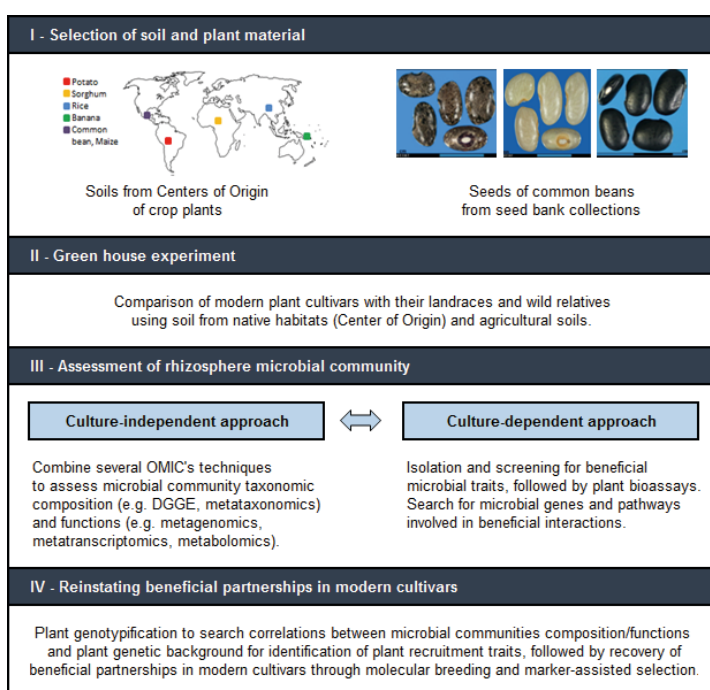 I - Selection of soil and plant material
Potato
Sorghum
Rice
Banana
Common
bean, Maize
Soils from Centers of Origin
of crop plants
Seeds of common beans
from seed bank collections
II - Green house experiment
Comparison of modern plant cultivars with their landraces and wild relatives
using soil from native habitats (Center of Origin) and agricultural soils.
III - Assessment of rhizosphere microbial community
Culture-independent approach
Culture-dependent approach
Combine several OMIC's techniques
to assess microbial community taxonomic
composition (e.g. DGGE, metataxonomics)
and functions (e.g. metagenomics,
metatranscriptomics, metabolomics).
Isolation and screening for beneficial
microbial traits, followed by plant bioassays.
Search for microbial genes and pathways
involved in beneficial interactions.
IV - Reinstating beneficial partnerships in modern cultivars
Plant genotypification to search correlations between microbial communities composition/functions
and plant genetic background for identification of plant recruitment traits, followed by recovery of
beneficial partnerships in modern cultivars through molecular breeding and marker-assisted selection.